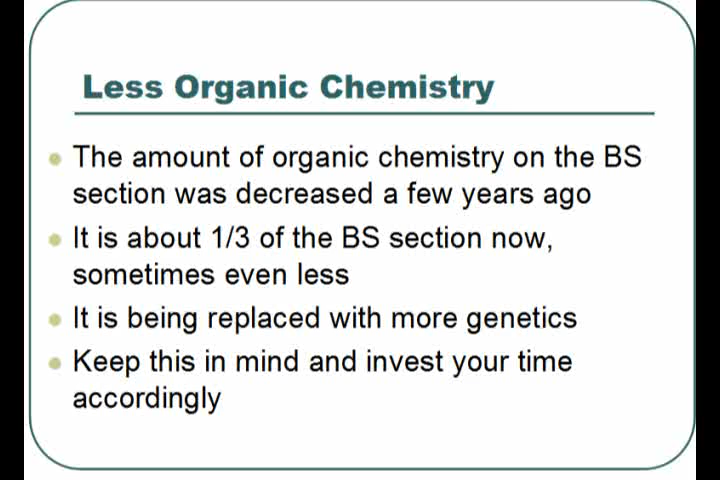 Less Organic Chemistry
The amount of organic chemistry on the BS
section was decreased a few years ago
It is about 1/3 of the BS section now,
sometimes even less
It is being replaced with more genetics
Keep this in mind and invest your time
accordingly